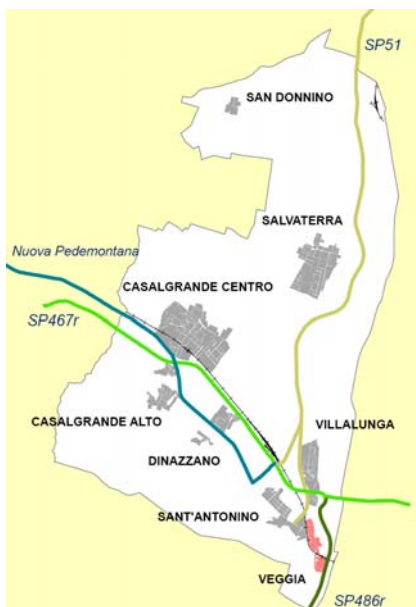 SP51
SAN DONNINO
SALVATERRA
Nuova Pedemontana
CASALGRANDE CENTRO
SP467r
CASALGRANDE ALTO
VILLALUNGA
DINAZZANO
SANT'ANTONINO
VEGGIA
SP486r